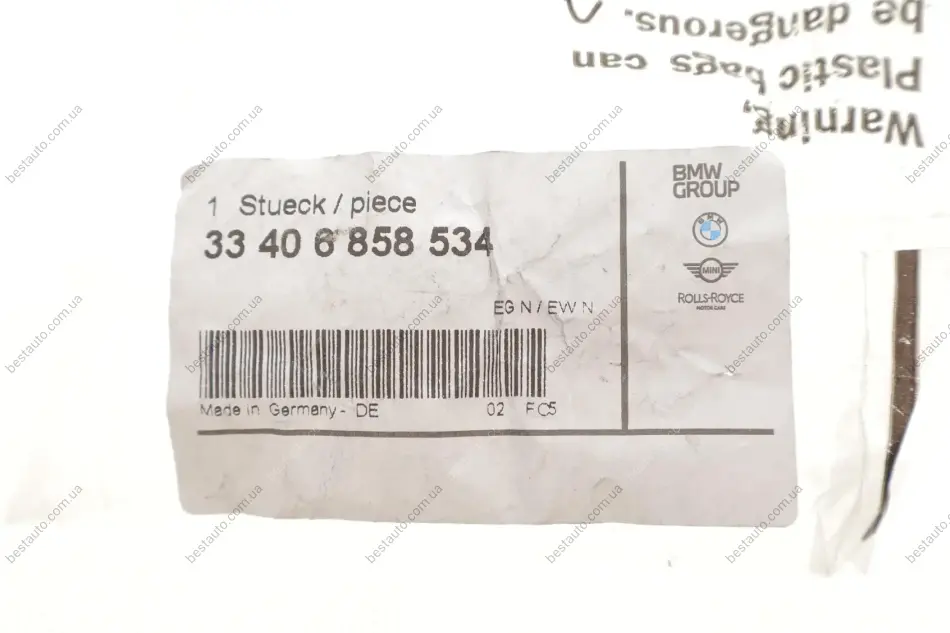 Warning,
Plastic bags can
be dangerous.
1 Stueck / piece
33 40 6 858 534
EG N / EW N
Made in Germany - DE 02 FC5
BMW
GROUP
BMW
MINI
ROLLS-ROYCE
MOTOR CARS
bestauto.com.ua